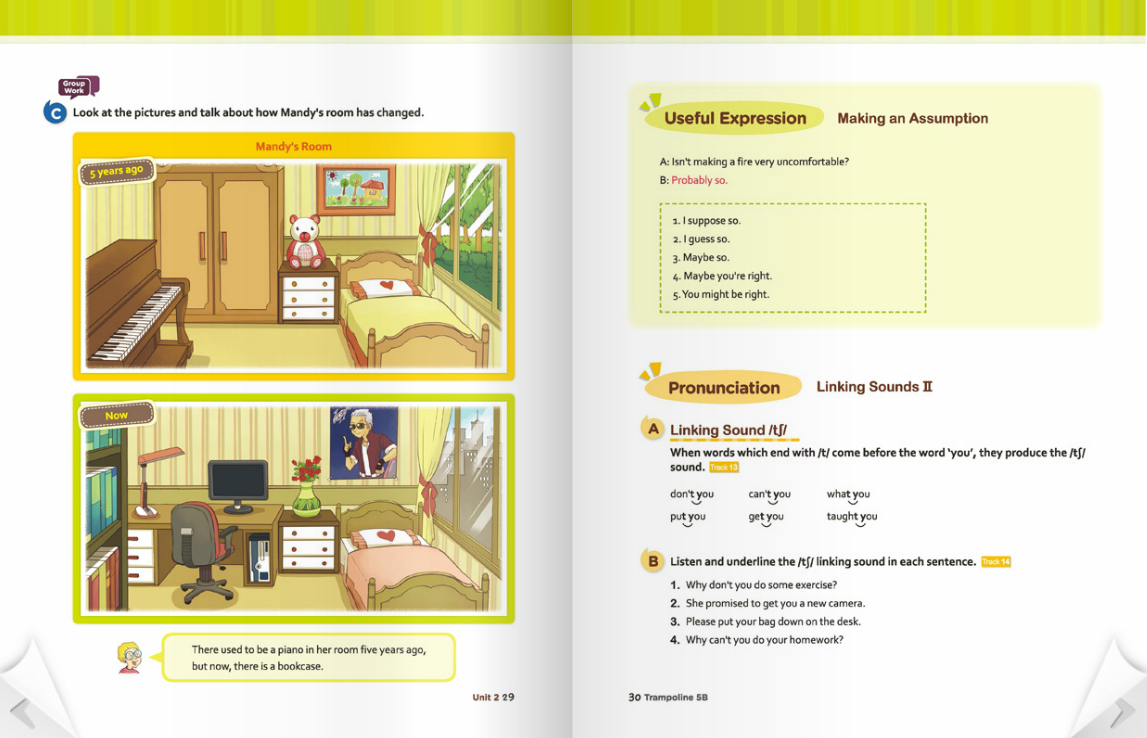 Group
Work
C Look at the pictures and talk about how Mandy's room has changed.
Mandy's Room
5 years ago
Now
There used to be a piano in her room five years ago,
but now, there is a bookcase.
Unit 2 29
Useful Expression Making an Assumption
A: Isn't making a fire very uncomfortable?
B: Probably so.
1. I suppose so.
2. I guess so.
3. Maybe so.
4. Maybe you're right.
5. You might be right.
Pronunciation Linking Sounds Ⅱ
A Linking Sound /tʃ/
When words which end with /t/ come before the word 'you', they produce the /tʃ/
sound. Track 13
don't you can't you what you
put you get you taught you
B Listen and underline the /tʃ/ linking sound in each sentence. Track 14
1. Why don't you do some exercise?
2. She promised to get you a new camera.
3. Please put your bag down on the desk.
4. Why can't you do your homework?
30 Trampoline 5B